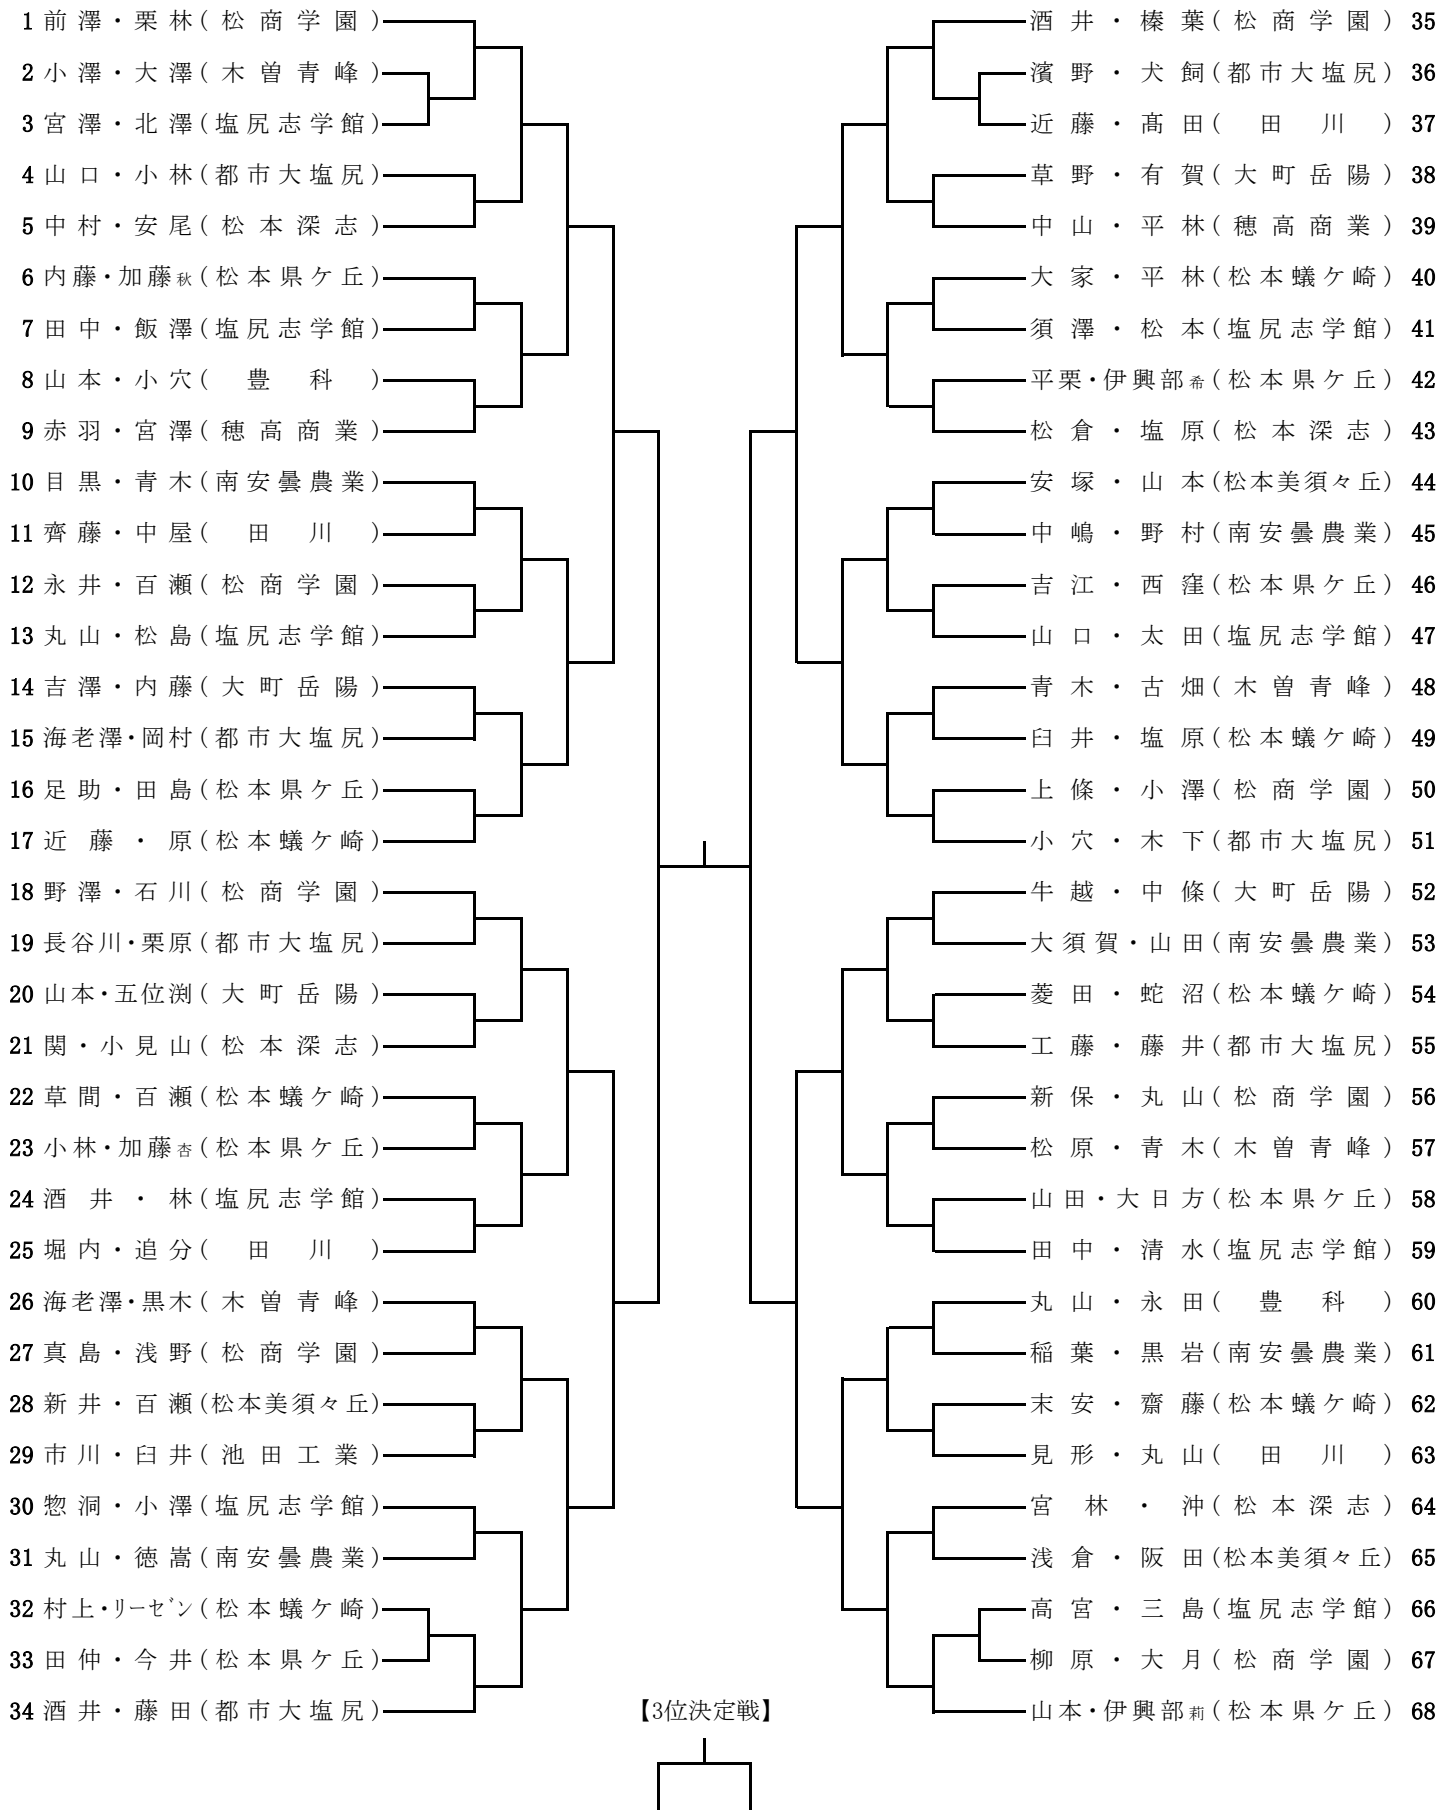 1 前澤・栗林(松商学園)
2 小澤・大澤(木曽青峰)
3 宮澤・北澤(塩尻志学館)
4 山口・小林(都市大塩尻)
5 中村・安尾(松本深志)
6 内藤・加藤秋(松本県ケ丘)
7 田中・飯澤(塩尻志学館)
8 山本・小穴(豊科)
9 赤羽・宮澤(穂高商業)
10 目黒・青木(南安曇農業)
11 齊藤・中屋(田川)
12 永井・百瀬(松商学園)
13 丸山・松島(塩尻志学館)
14 吉澤・内藤(大町岳陽)
15 海老澤・岡村(都市大塩尻)
16 足助・田島(松本県ケ丘)
17 近藤・原(松本蟻ケ崎)
18 野澤・石川(松商学園)
19 長谷川・栗原(都市大塩尻)
20 山本・五位渕(大町岳陽)
21 関・小見山(松本深志)
22 草間・百瀬(松本蟻ケ崎)
23 小林・加藤杏(松本県ケ丘)
24 酒井・林(塩尻志学館)
25 堀内・追分(田川)
26 海老澤・黒木(木曽青峰)
27 真島・浅野(松商学園)
28 新井・百瀬(松本美須々丘)
29 市川・臼井(池田工業)
30 惣洞・小澤(塩尻志学館)
31 丸山・徳嵩(南安曇農業)
32 村上・リーゼン(松本蟻ケ崎)
33 田仲・今井(松本県ケ丘)
34 酒井・藤田(都市大塩尻)
酒井・榛葉(松商学園) 35
濱野・犬飼(都市大塩尻) 36
近藤・髙田(田川) 37
草野・有賀(大町岳陽) 38
中山・平林(穂高商業) 39
大家・平林(松本蟻ケ崎) 40
須澤・松本(塩尻志学館) 41
平栗・伊興部希(松本県ケ丘) 42
松倉・塩原(松本深志) 43
安塚・山本(松本美須々丘) 44
中嶋・野村(南安曇農業) 45
吉江・西窪(松本県ケ丘) 46
山口・太田(塩尻志学館) 47
青木・古畑(木曽青峰) 48
臼井・塩原(松本蟻ケ崎) 49
上條・小澤(松商学園) 50
小穴・木下(都市大塩尻) 51
牛越・中條(大町岳陽) 52
大須賀・山田(南安曇農業) 53
菱田・蛇沼(松本蟻ケ崎) 54
工藤・藤井(都市大塩尻) 55
新保・丸山(松商学園) 56
松原・青木(木曽青峰) 57
山田・大日方(松本県ケ丘) 58
田中・清水(塩尻志学館) 59
丸山・永田(豊科) 60
稲葉・黒岩(南安曇農業) 61
末安・齋藤(松本蟻ケ崎) 62
見形・丸山(田川) 63
宮林・沖(松本深志) 64
浅倉・阪田(松本美須々丘) 65
高宮・三島(塩尻志学館) 66
柳原・大月(松商学園) 67
山本・伊興部莉(松本県ケ丘) 68
【3位決定戦】